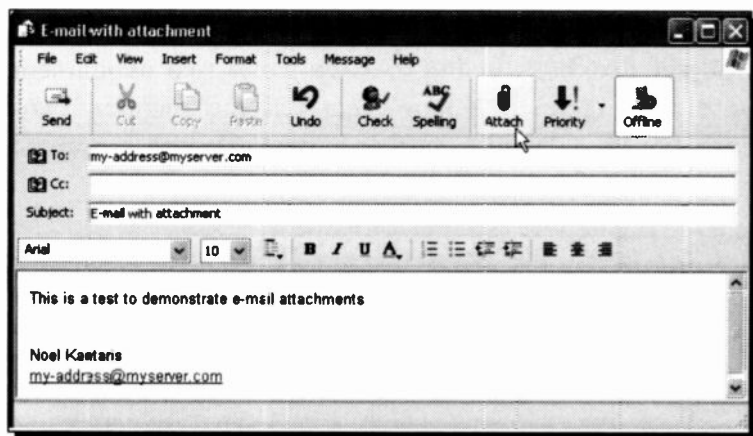 E-mail with attachment
File Edit View Insert Format Tools Message Help
Send Cut Copy Paste Undo Check ABC Spelling Attach Priority Offline
To: my-address@myserver.com
Cc:
Subject: E-mail with attachment
Arial 10 B I U A
This is a test to demonstrate e-mail attachments
Noel Kantaris
my-address@myserver.com